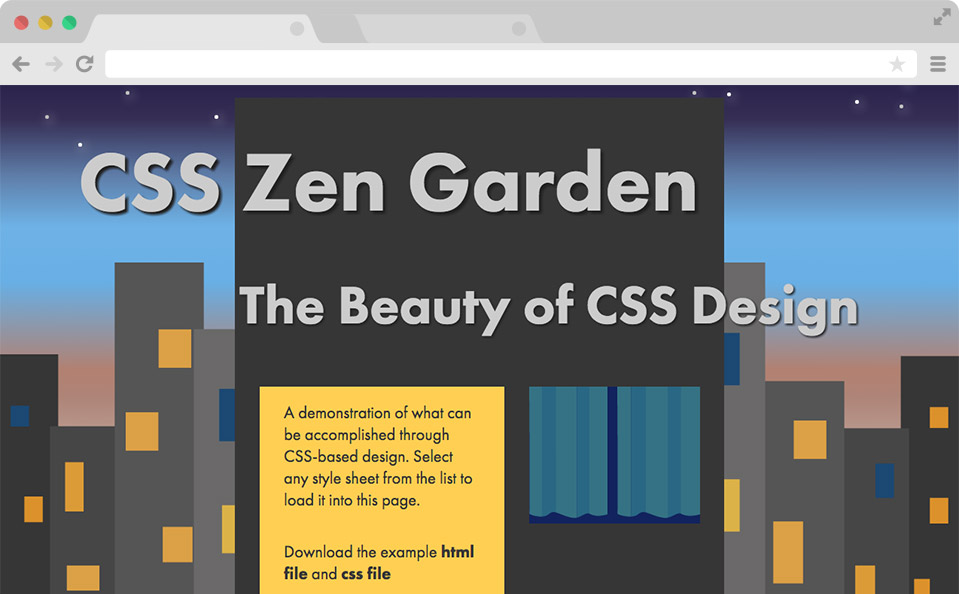 CSS Zen Garden
The Beauty of CSS Design
A demonstration of what can
be accomplished through
CSS-based design. Select
any style sheet from the list to
load it into this page.
Download the example html
file and css file